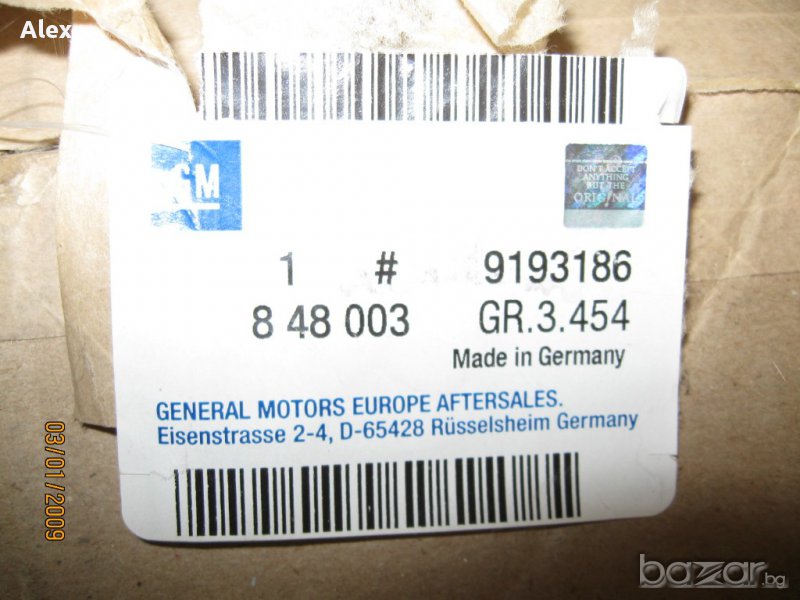 Alex
GM
DON'T ACCEPT
ANYTHING
BUT THE
ORIGINAL
1 # 9193186
8 48 003 GR.3.454
Made in Germany
GENERAL MOTORS EUROPE AFTERSALES.
Eisenstrasse 2-4, D-65428 Rüsselsheim Germany
03/01/2009
bazar.bg